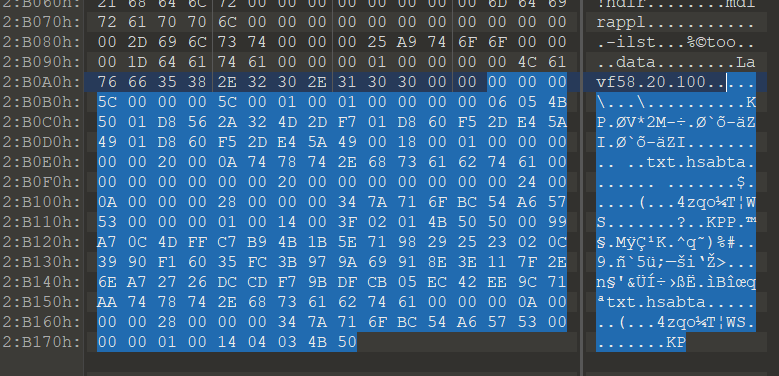 2:B060h: 21 68 64 6C 72 00 00 00 00 00 00 00 00 6D 64 69 !hdlr........mdi
2:B070h: 72 61 70 70 6C 00 00 00 00 00 00 00 00 00 00 00 rappl...........
2:B080h: 00 2D 69 6C 73 74 00 00 00 25 A9 74 6F 6F 00 00 .-ilst...%©too..
2:B090h: 00 1D 64 61 74 61 00 00 00 01 00 00 00 00 4C 61 ..data........La
2:B0A0h: 76 66 35 38 2E 32 30 2E 31 30 30 00 00 00 00 00 vf58.20.100.....
2:B0B0h: 5C 00 00 00 5C 00 01 00 01 00 00 00 00 06 05 4B \...\..........K
2:B0C0h: 50 01 D8 56 2A 32 4D 2D F7 01 D8 60 F5 2D E4 5A P.ØV*2M-÷.Ø`õ-äZ
2:B0D0h: 49 01 D8 60 F5 2D E4 5A 49 00 18 00 01 00 00 00 I.Ø`õ-äZI.......
2:B0E0h: 00 00 20 00 0A 74 78 74 2E 68 73 61 62 74 61 00 .. ..txt.hsabta.
2:B0F0h: 00 00 00 00 00 00 00 20 00 00 00 00 00 00 24 00 ....... ......$.
2:B100h: 0A 00 00 00 28 00 00 00 34 7A 71 6F BC 54 A6 57 ....(...4zqo¼T¦W
2:B110h: 53 00 00 00 01 00 14 00 3F 02 01 4B 50 50 00 99 S.......?..KPP.™
2:B120h: A7 0C 4D FF C7 B9 4B 1B 5E 71 98 29 25 23 02 0C §.MÿÇ¹K.^q˜)%#..
2:B130h: 39 90 F1 60 35 FC 3B 97 9A 69 91 8E 3E 11 7F 2E 9.ñ`5ü;—ši‘Ž>...
2:B140h: 6E A7 27 26 DC CD F7 9B DF CB 05 EC 42 EE 9C 71 n§'&ÜÍ÷›ßË.ìBîœq
2:B150h: AA 74 78 74 2E 68 73 61 62 74 61 00 00 00 0A 00 ªtxt.hsabta.....
2:B160h: 00 00 28 00 00 00 34 7A 71 6F BC 54 A6 57 53 00 ..(...4zqo¼T¦WS.
2:B170h: 00 00 01 00 14 04 03 4B 50 .......KP